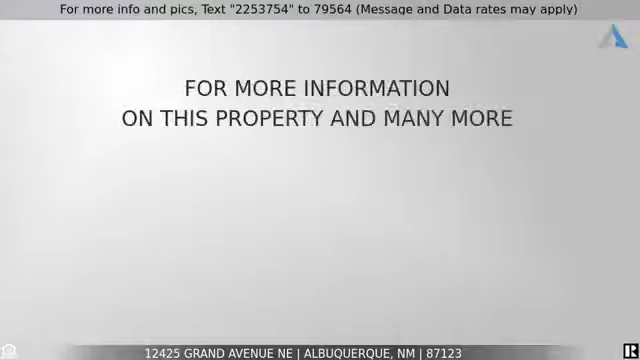 For more info and pics, Text "2253754" to 79564 (Message and Data rates may apply)
FOR MORE INFORMATION
ON THIS PROPERTY AND MANY MORE
12425 GRAND AVENUE NE | ALBUQUERQUE, NM | 87123